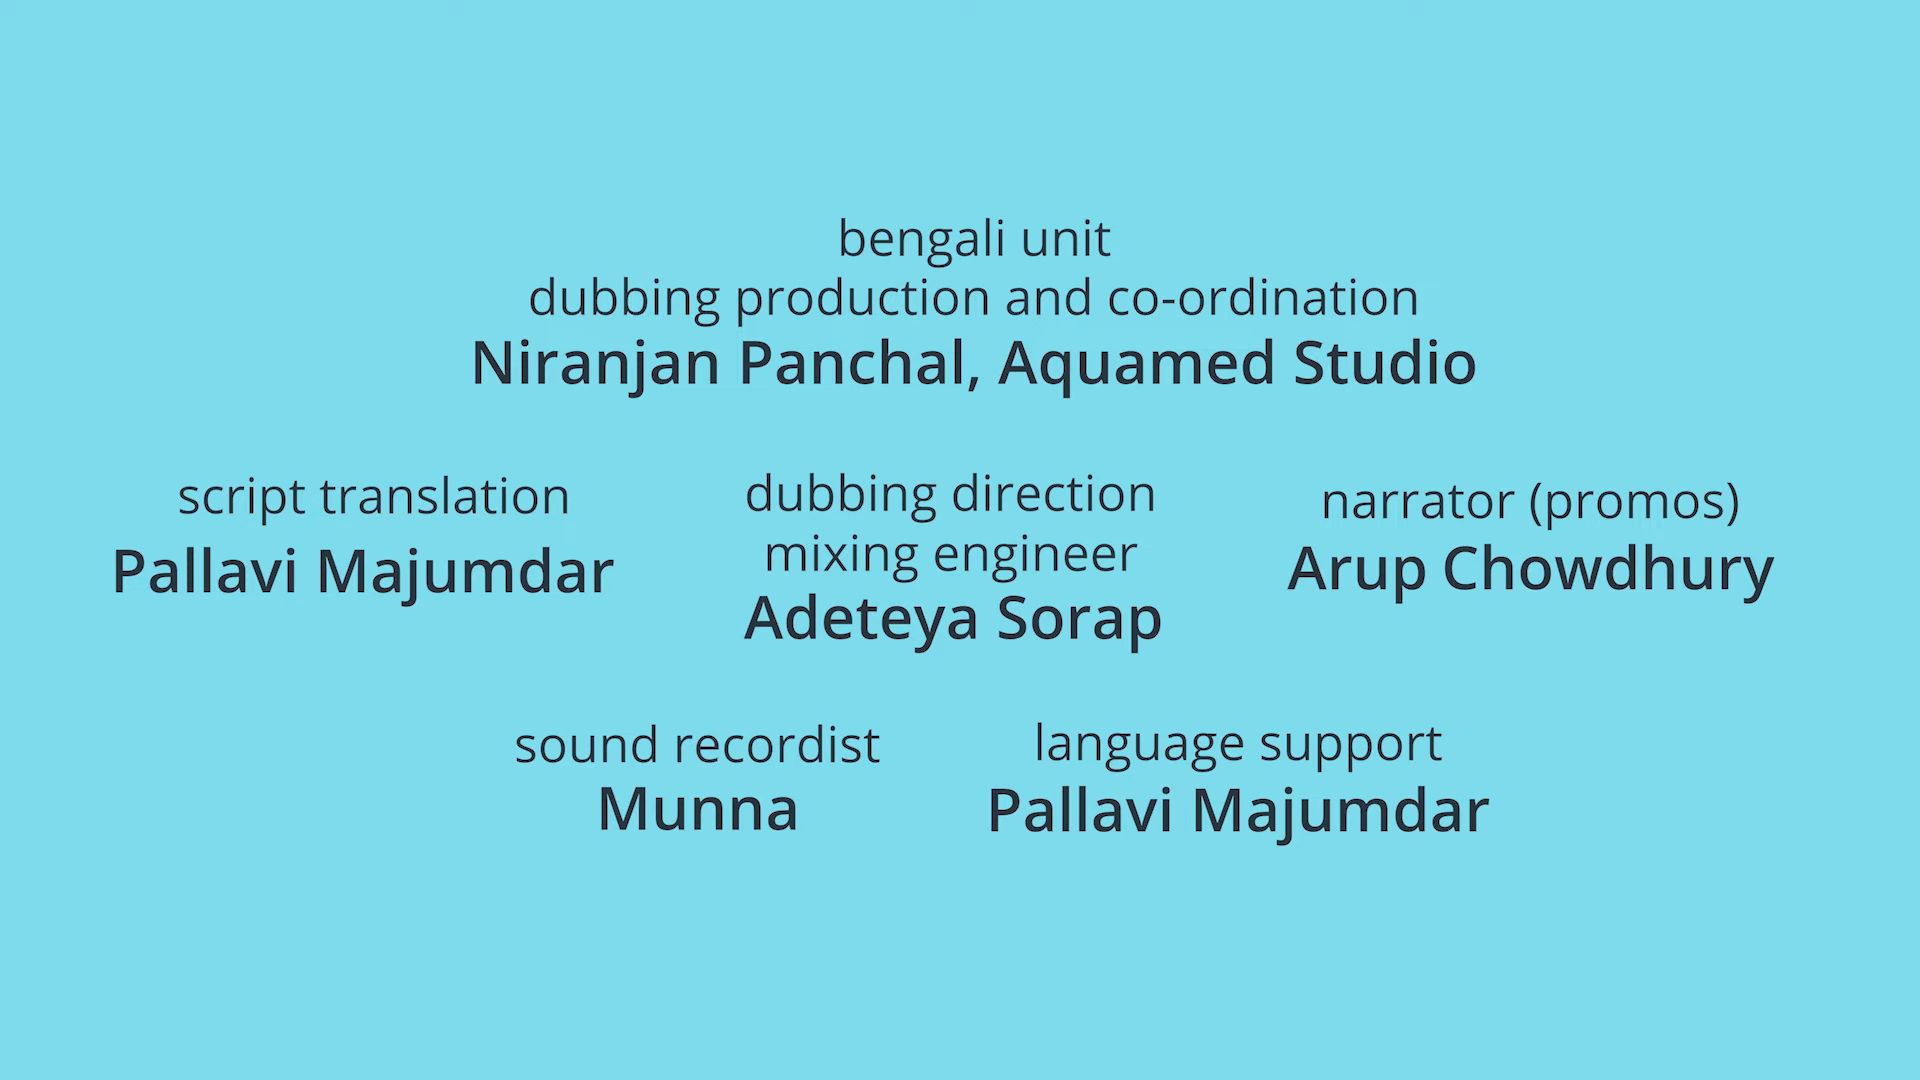 bengali unit
dubbing production and co-ordination
Niranjan Panchal, Aquamed Studio
script translation
Pallavi Majumdar
dubbing direction
mixing engineer
Adeteya Sorap
narrator (promos)
Arup Chowdhury
sound recordist
Munna
language support
Pallavi Majumdar